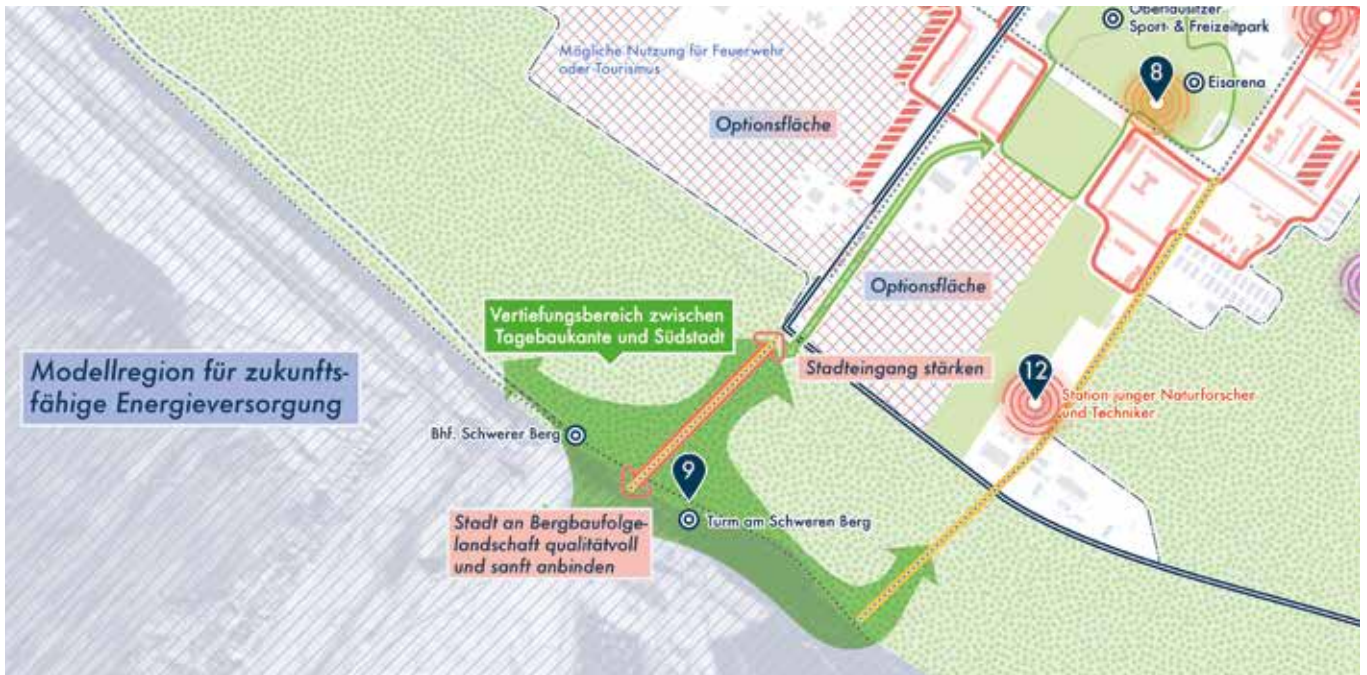 Oberlausitzer
Sport- & Freizeitpark
8
Eisarena
Mögliche Nutzung für Feuerwehr
oder Tourismus
Optionsfläche
Optionsfläche
Vertiefungsbereich zwischen
Tagebaukante und Südstadt
Stadteingang stärken
Modellregion für zukunfts-
fähige Energieversorgung
12
Station junger Naturforscher
und Techniker
Bhf. Schwerer Berg
9
Turm am Schweren Berg
Stadt an Bergbaufolge-
landschaft qualitätvoll
und sanft anbinden